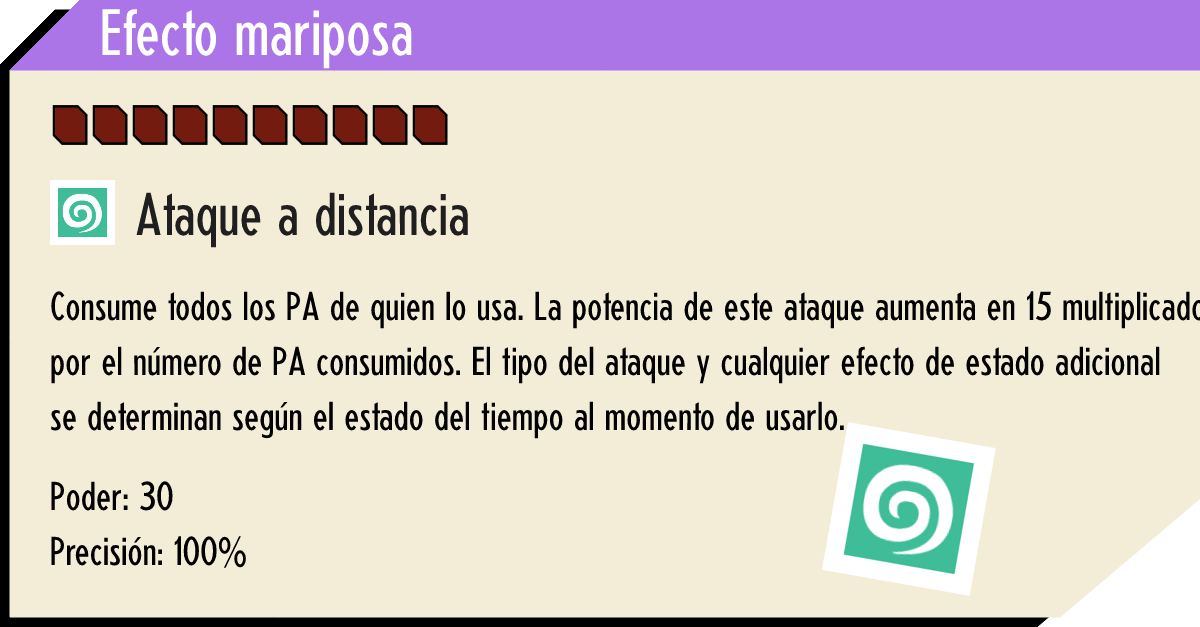 Efecto mariposa
Ataque a distancia
Consume todos los PA de quien lo usa. La potencia de este ataque aumenta en 15 multiplicado
por el número de PA consumidos. El tipo del ataque y cualquier efecto de estado adicional
se determinan según el estado del tiempo al momento de usarlo.
Poder: 30
Precisión: 100%